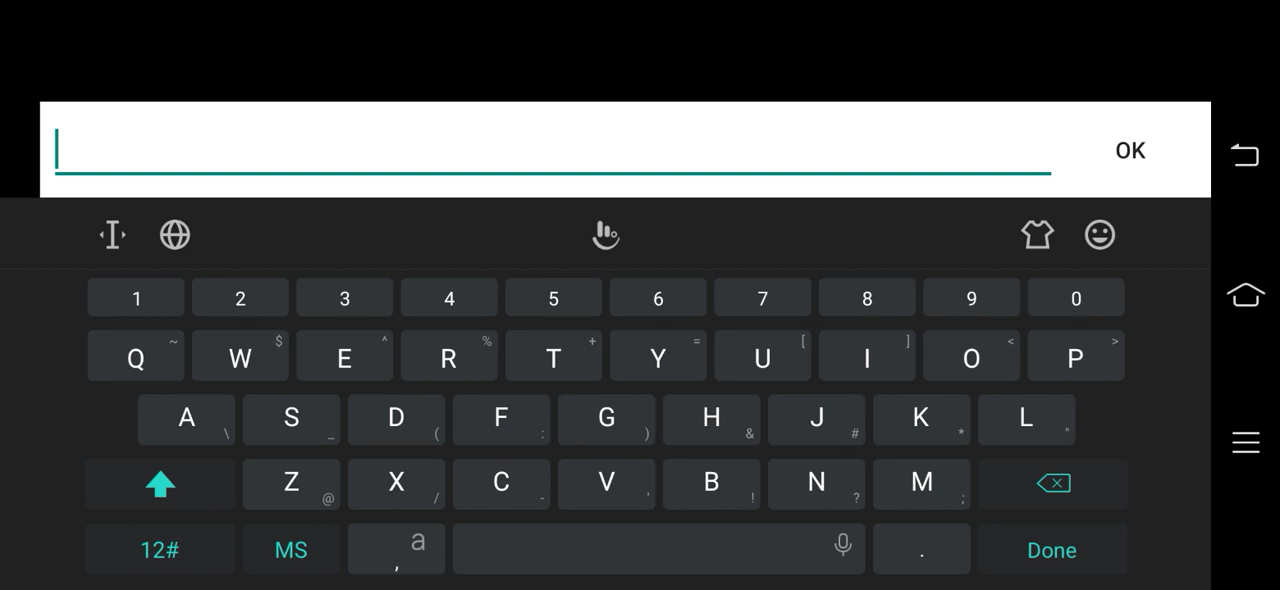 OK
1 2 3 4 5 6 7 8 9 0
~ $ ^ % + = [ ] < >
Q W E R T Y U I O P
A S D F G H J K L
\ _ ( : ) & # * "
Z X C V B N M
@ / - ' ! ? ;
12# MS , a . Done